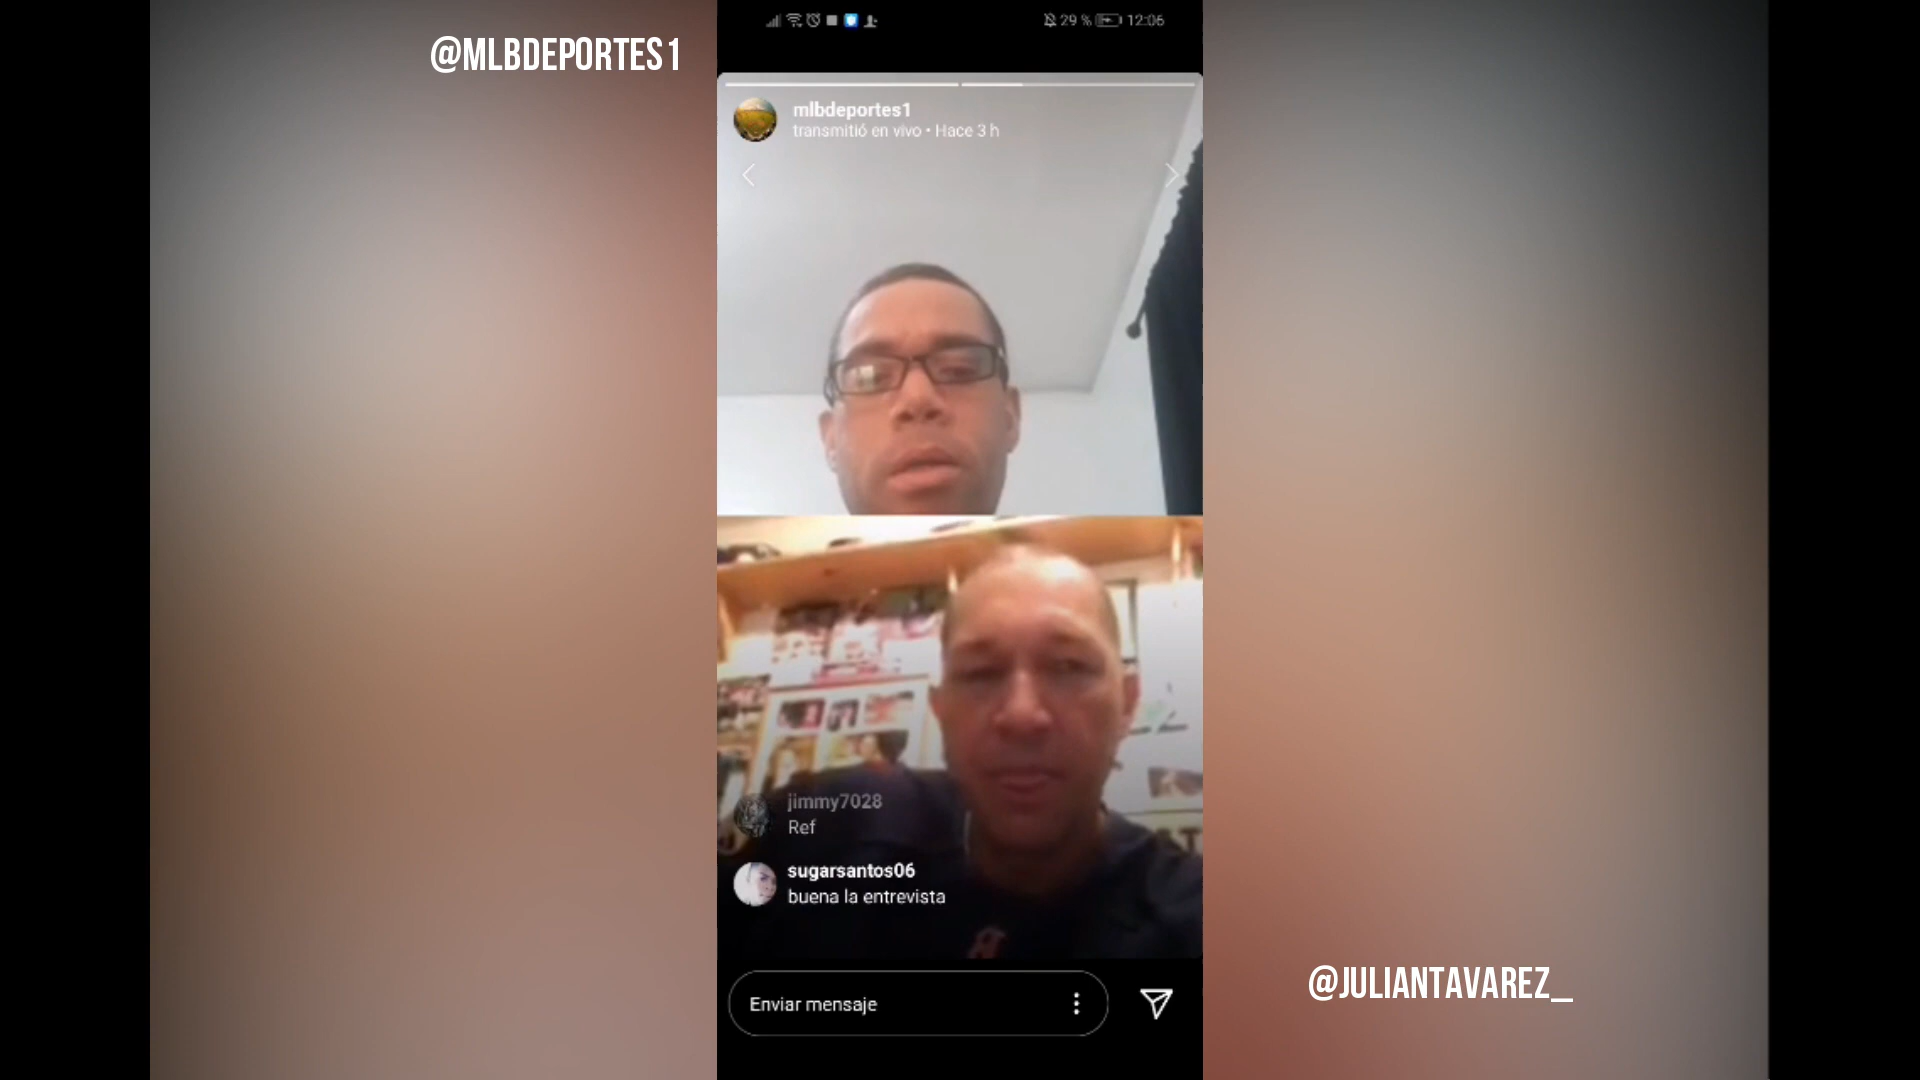 @MLBDEPORTES1
29 % 12:06
mlbdeportes1
transmitió en vivo • Hace 3 h
jimmy7028
Ref
sugarsantos06
buena la entrevista
Enviar mensaje
@JULIANTAVAREZ_